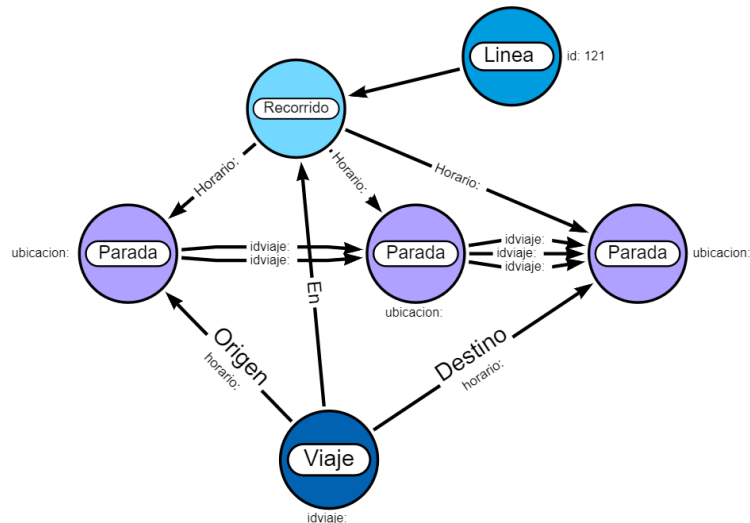 Linea
id: 121
Recorrido
Horario:
Horario:
Horario:
ubicacion:
Parada
idviaje:
idviaje:
Parada
ubicacion:
idviaje:
idviaje:
idviaje:
Parada
ubicacion:
En
Origen
horario:
Destino
horario:
Viaje
idviaje: